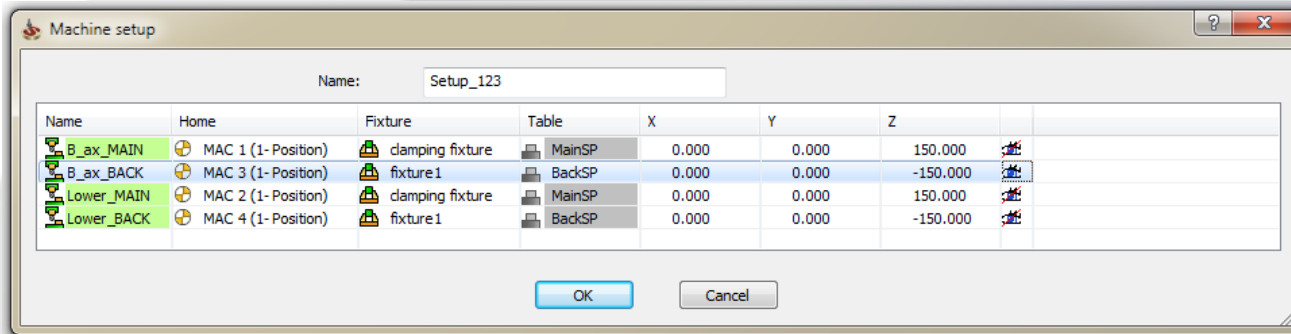 Machine setup
Name: Setup_123
Name Home Fixture Table X Y Z
B_ax_MAIN MAC 1 (1- Position) clamping fixture MainSP 0.000 0.000 150.000
B_ax_BACK MAC 3 (1- Position) fixture1 BackSP 0.000 0.000 -150.000
Lower_MAIN MAC 2 (1- Position) clamping fixture MainSP 0.000 0.000 150.000
Lower_BACK MAC 4 (1- Position) fixture1 BackSP 0.000 0.000 -150.000
OK Cancel